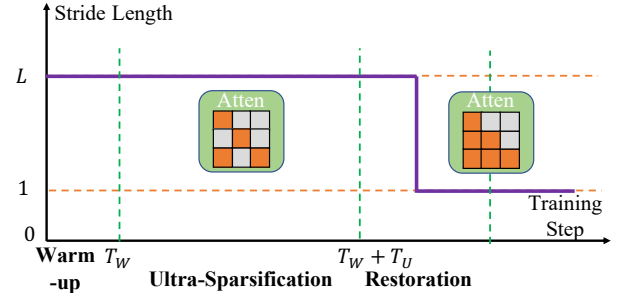 Stride Length
L
Atten
Atten
1
Training
Step
0
Warm
-up
T_W
Ultra-Sparsification
T_W + T_U
Restoration